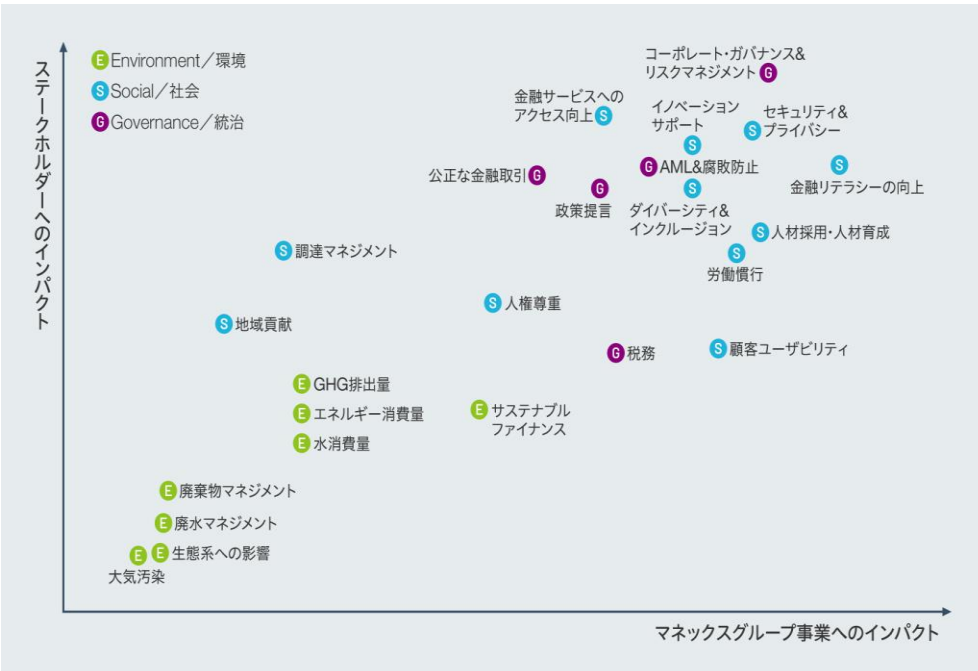 ステークホルダーへのインパクト
E Environment／環境
S Social／社会
G Governance／統治
コーポレート・ガバナンス&
リスクマネジメント G
金融サービスへの
アクセス向上 S
イノベーション
サポート
S
セキュリティ&
S プライバシー
公正な金融取引 G
G AML&腐敗防止
S
金融リテラシーの向上
G
政策提言
S
ダイバーシティ&
インクルージョン
S 人材採用・人材育成
S
労働慣行
S 調達マネジメント
S 人権尊重
S 地域貢献
G 税務
S 顧客ユーザビリティ
E GHG排出量
E エネルギー消費量
E 水消費量
E サステナブル
ファイナンス
E 廃棄物マネジメント
E 廃水マネジメント
E 生態系への影響
E
大気汚染
マネックスグループ事業へのインパクト